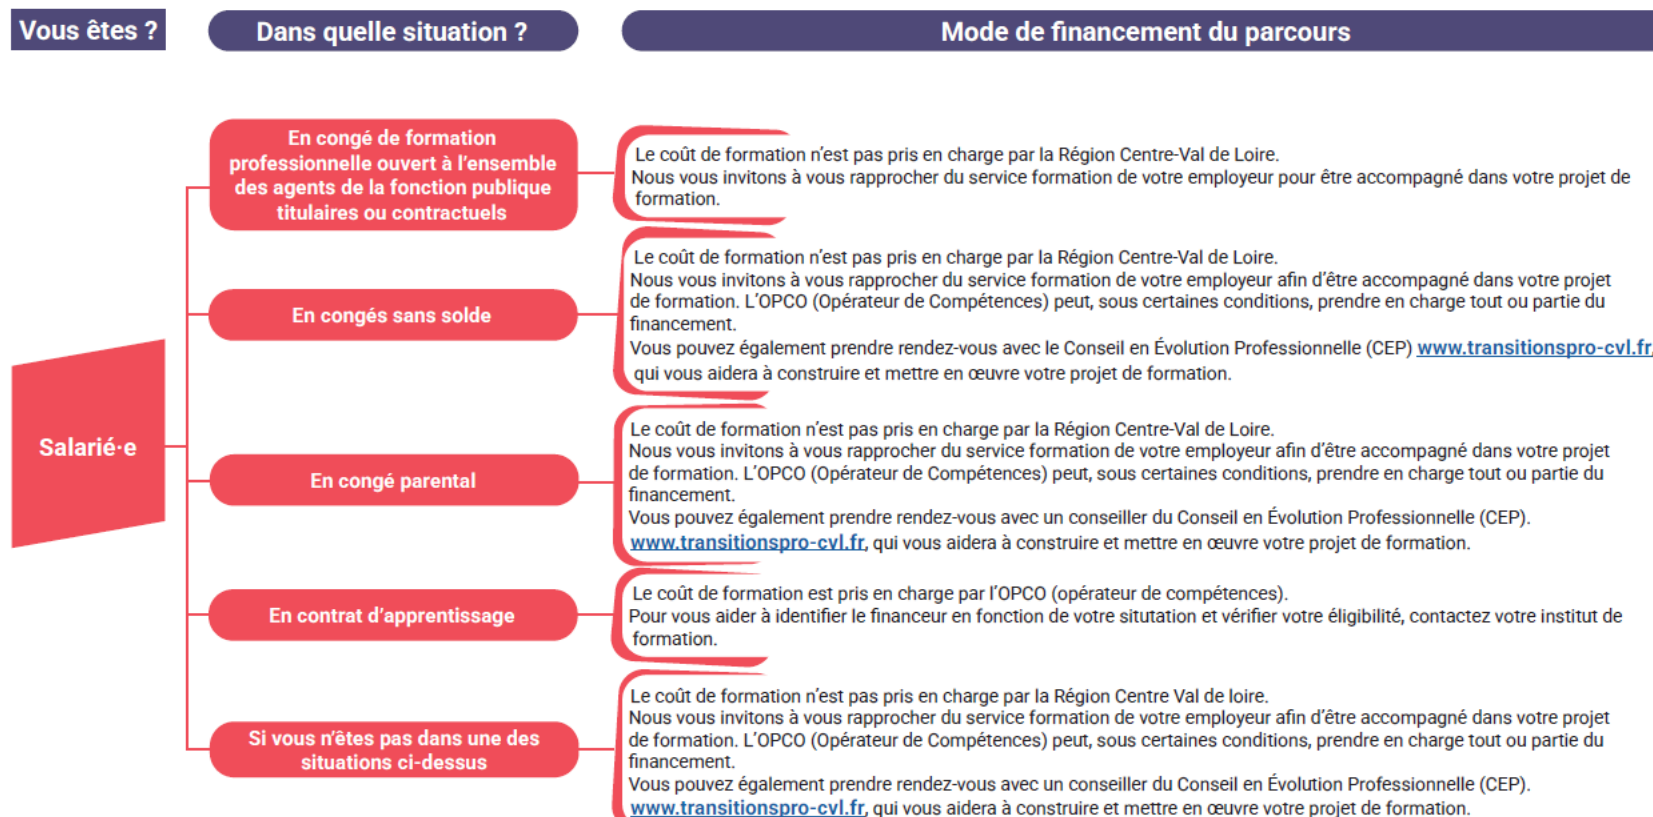 Vous êtes ?
Dans quelle situation ?
Mode de financement du parcours
Salarié·e
En congé de formation
professionnelle ouvert à l'ensemble
des agents de la fonction publique
titulaires ou contractuels
Le coût de formation n'est pas pris en charge par la Région Centre-Val de Loire.
Nous vous invitons à vous rapprocher du service formation de votre employeur pour être accompagné dans votre projet de
formation.
En congés sans solde
Le coût de formation n'est pas pris en charge par la Région Centre-Val de Loire.
Nous vous invitons à vous rapprocher du service formation de votre employeur afin d'être accompagné dans votre projet
de formation. L'OPCO (Opérateur de Compétences) peut, sous certaines conditions, prendre en charge tout ou partie du
financement.
Vous pouvez également prendre rendez-vous avec le Conseil en Évolution Professionnelle (CEP) www.transitionspro-cvl.fr,
qui vous aidera à construire et mettre en œuvre votre projet de formation.
En congé parental
Le coût de formation n'est pas pris en charge par la Région Centre-Val de Loire.
Nous vous invitons à vous rapprocher du service formation de votre employeur afin d'être accompagné dans votre projet
de formation. L'OPCO (Opérateur de Compétences) peut, sous certaines conditions, prendre en charge tout ou partie du
financement.
Vous pouvez également prendre rendez-vous avec un conseiller du Conseil en Évolution Professionnelle (CEP).
www.transitionspro-cvl.fr, qui vous aidera à construire et mettre en œuvre votre projet de formation.
En contrat d'apprentissage
Le coût de formation est pris en charge par l'OPCO (opérateur de compétences).
Pour vous aider à identifier le financeur en fonction de votre situtation et vérifier votre éligibilité, contactez votre institut de
formation.
Si vous n'êtes pas dans une des
situations ci-dessus
Le coût de formation n'est pas pris en charge par la Région Centre Val de loire.
Nous vous invitons à vous rapprocher du service formation de votre employeur afin d'être accompagné dans votre projet
de formation. L'OPCO (Opérateur de Compétences) peut, sous certaines conditions, prendre en charge tout ou partie du
financement.
Vous pouvez également prendre rendez-vous avec un conseiller du Conseil en Évolution Professionnelle (CEP).
www.transitionspro-cvl.fr, qui vous aidera à construire et mettre en œuvre votre projet de formation.